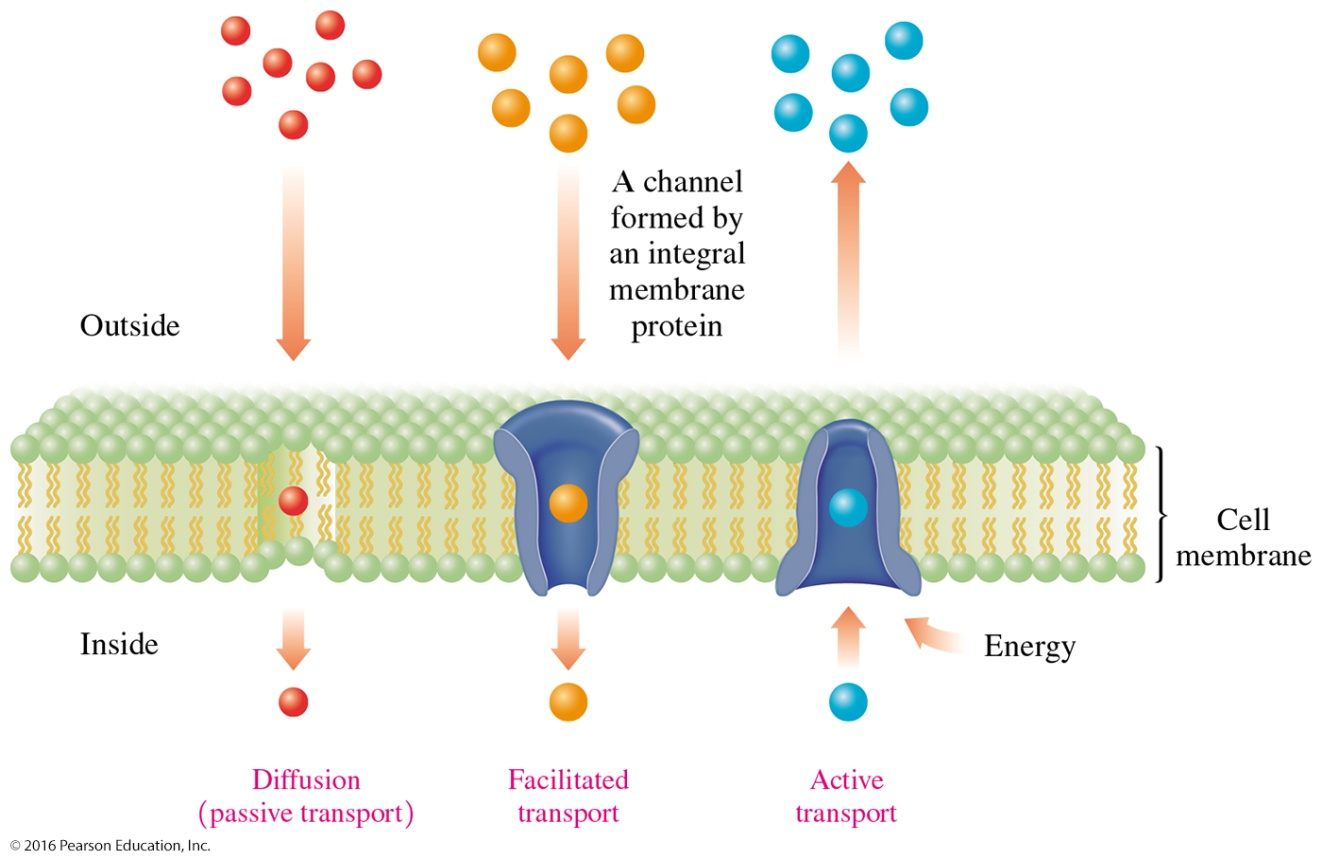 A channel
formed by
an integral
membrane
protein
Outside
Cell
membrane
Inside
Energy
Diffusion
(passive transport)
Facilitated
transport
Active
transport
© 2016 Pearson Education, Inc.